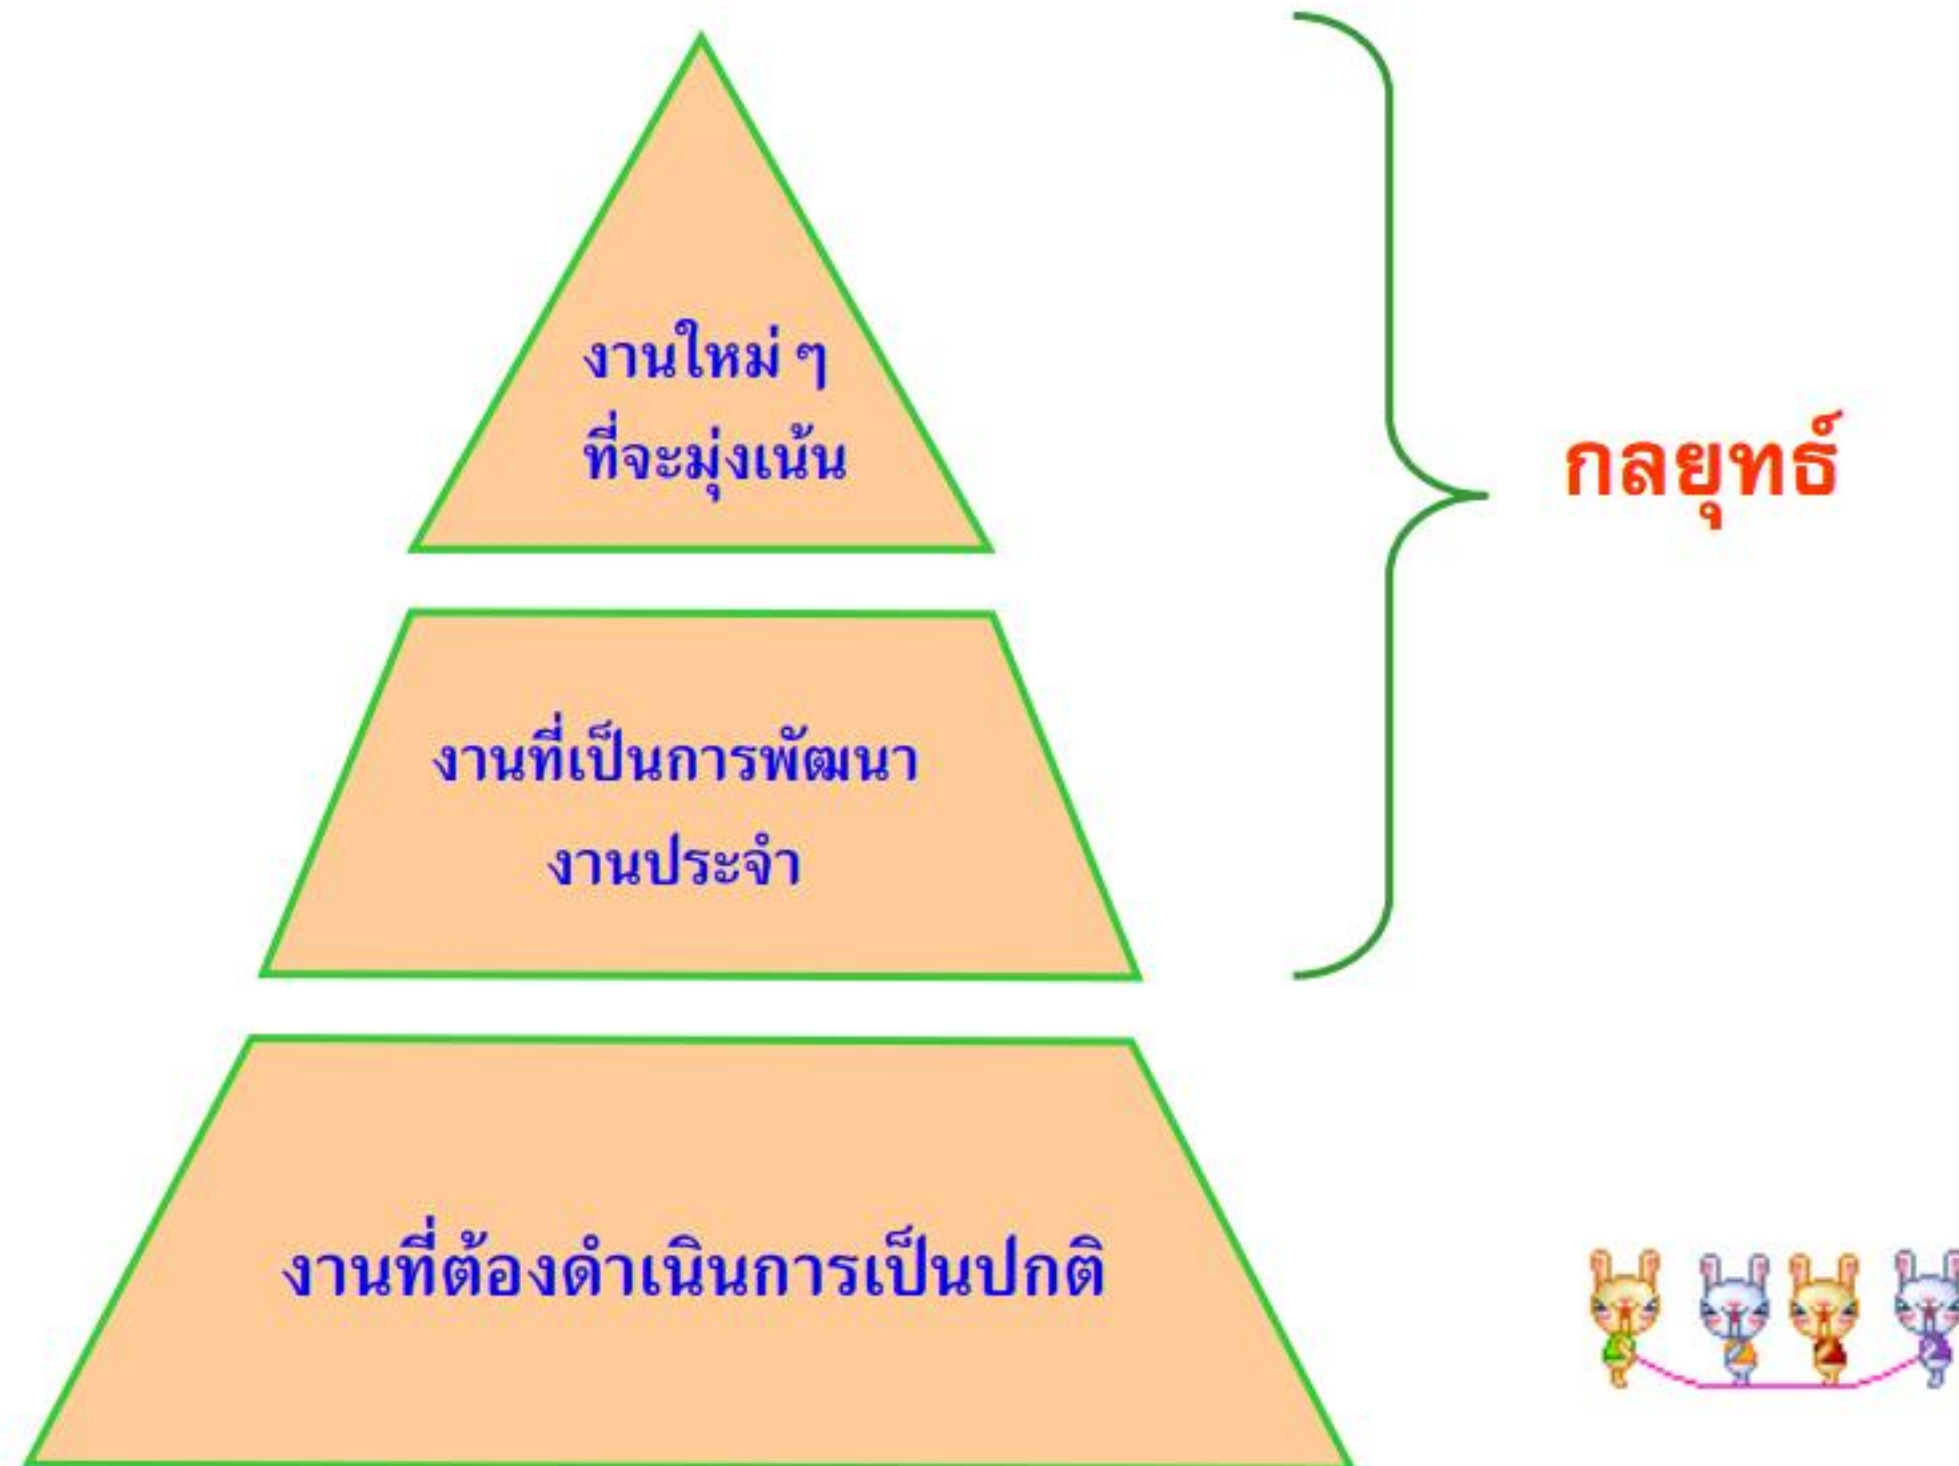 งานใหม่ ๆ
ที่จะมุ่งเน้น
กลยุทธ์
งานที่เป็นการพัฒนา
งานประจำ
งานที่ต้องดำเนินการเป็นปกติ